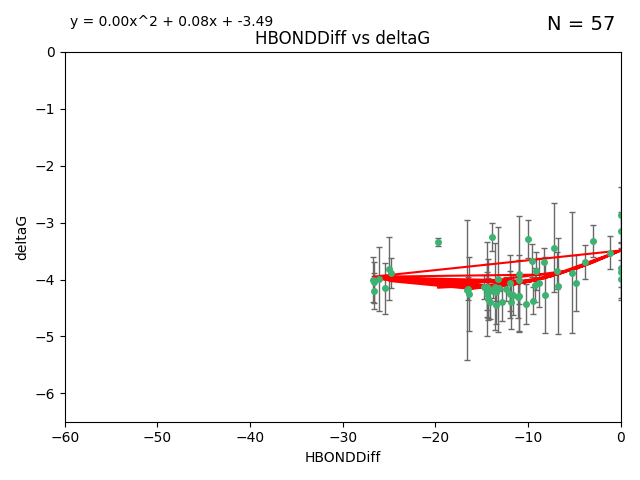 y = 0.00x^2 + 0.08x + -3.49
N = 57
HBONDDiff vs deltaG
0
−1
−2
−3
−4
−5
−6
deltaG
−60 −50 −40 −30 −20 −10 0
HBONDDiff